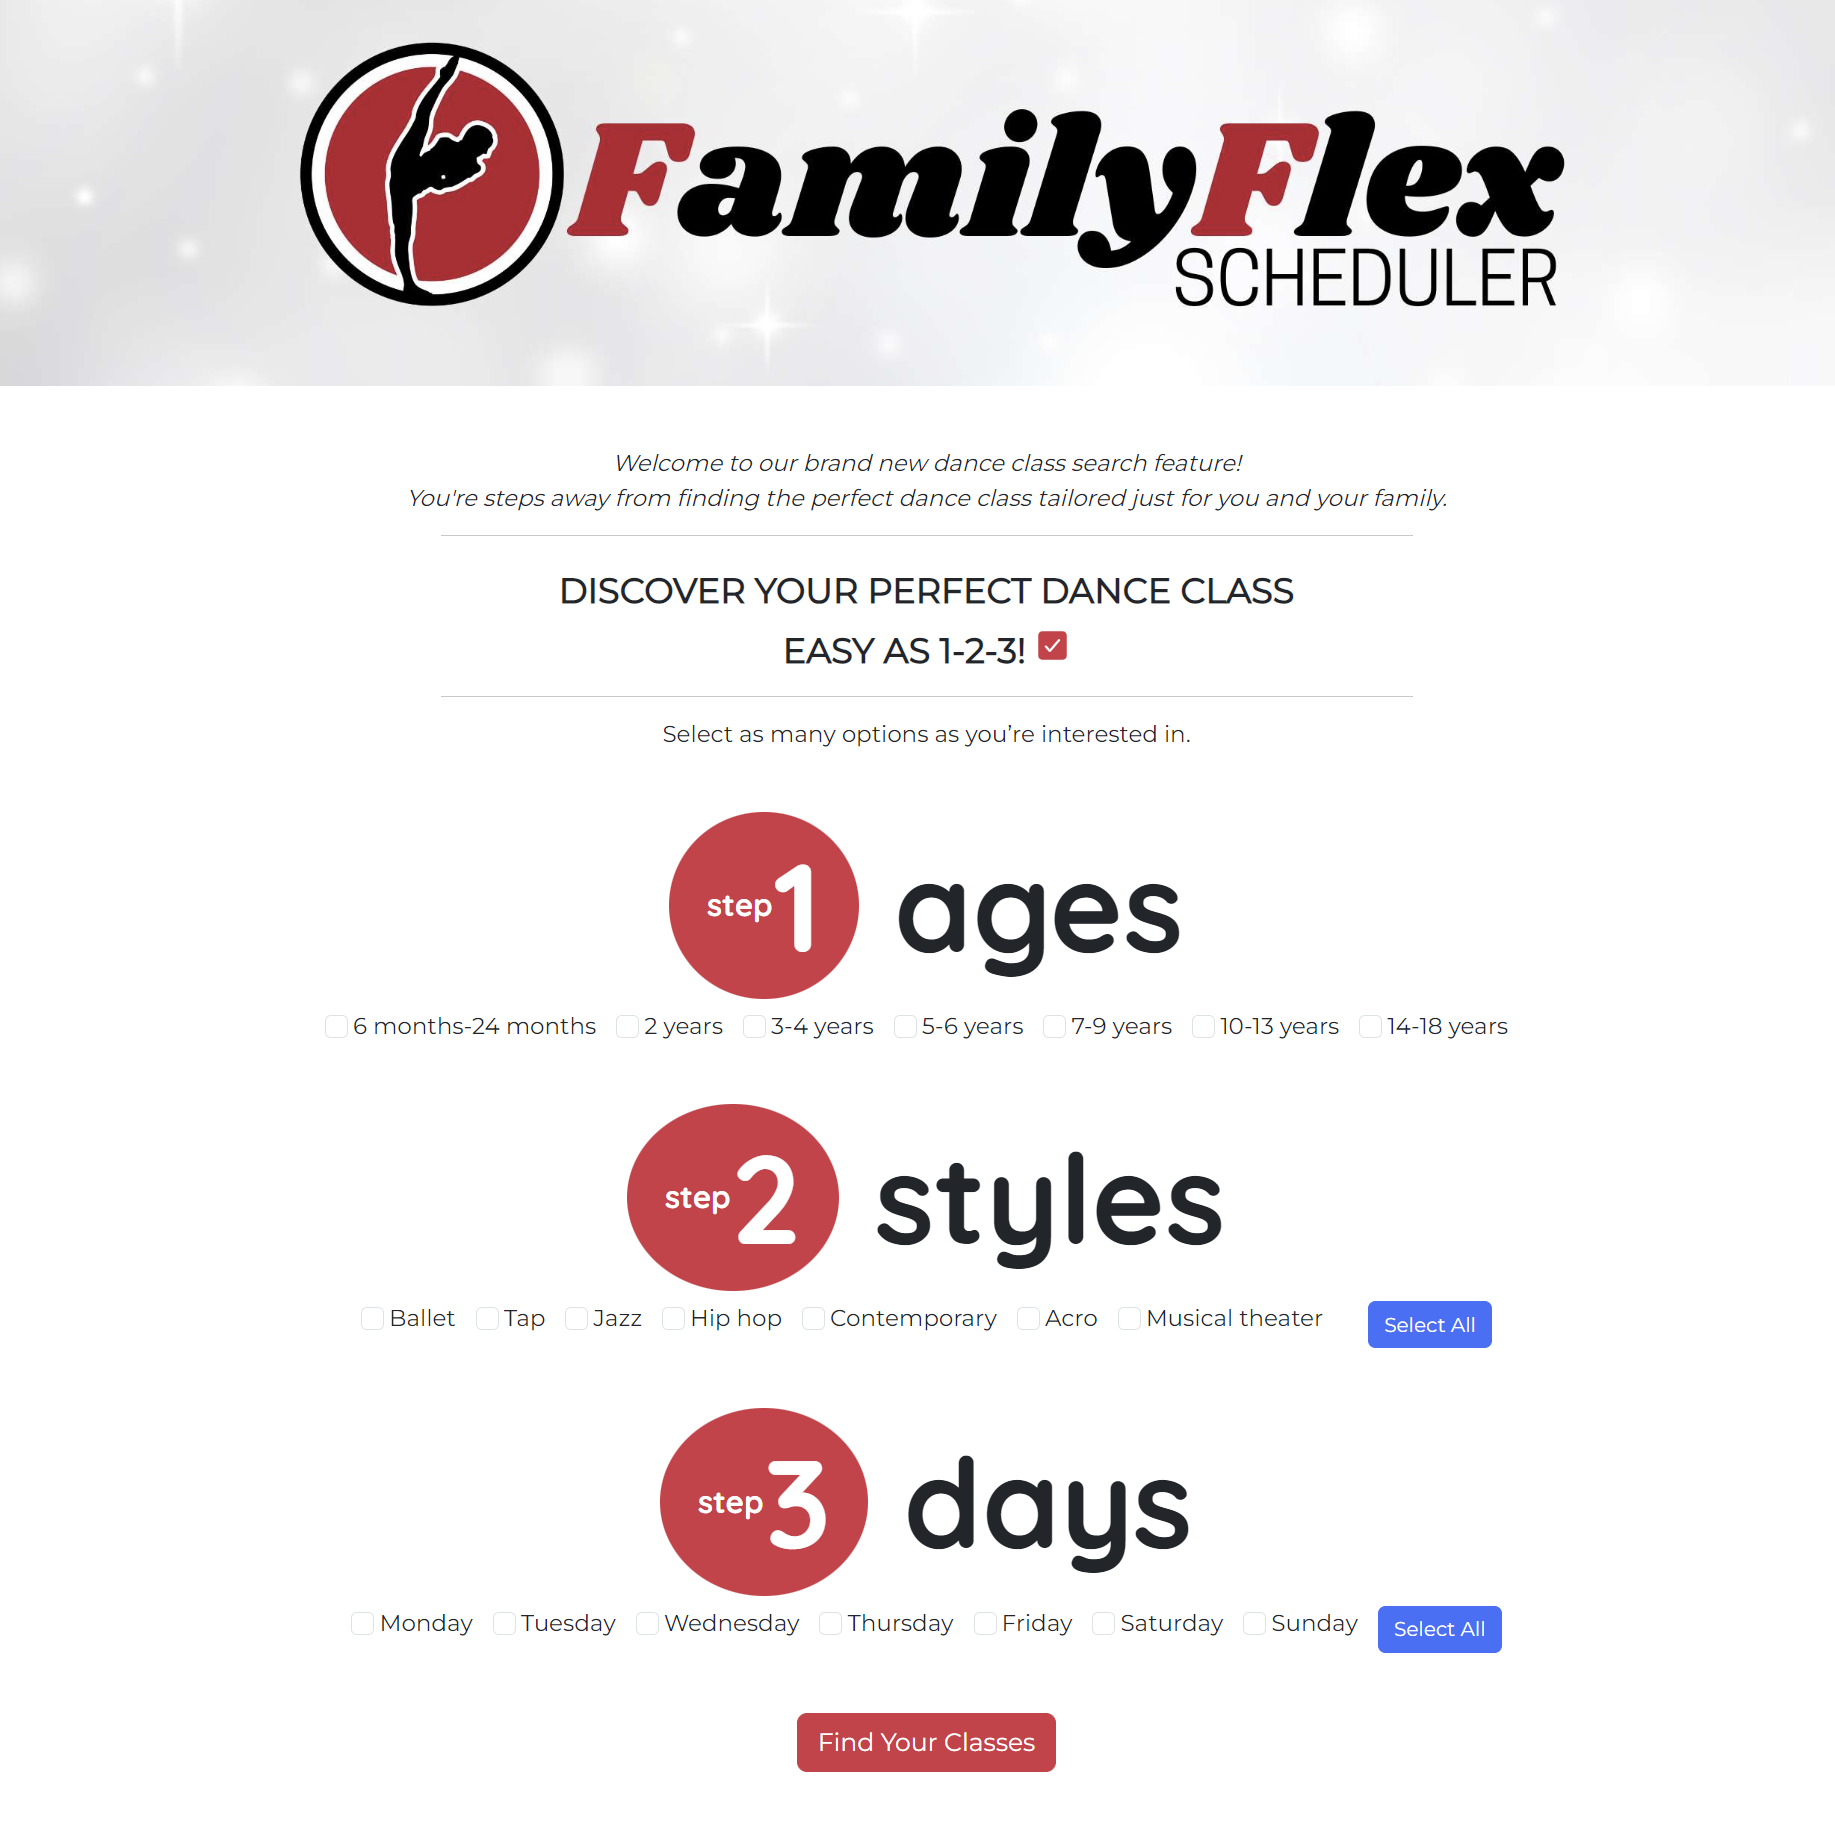 FamilyFlex
SCHEDULER
Welcome to our brand new dance class search feature!
You're steps away from finding the perfect dance class tailored just for you and your family.
DISCOVER YOUR PERFECT DANCE CLASS
EASY AS 1-2-3!
Select as many options as you’re interested in.
step 1 ages
6 months-24 months 2 years 3-4 years 5-6 years 7-9 years 10-13 years 14-18 years
step 2 styles
Ballet Tap Jazz Hip hop Contemporary Acro Musical theater Select All
step 3 days
Monday Tuesday Wednesday Thursday Friday Saturday Sunday Select All
Find Your Classes